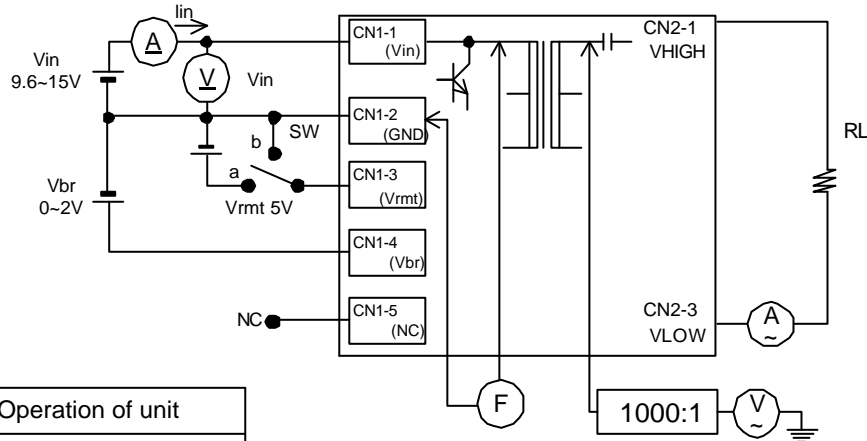 Iin
A
Vin
9.6~15V
V
Vin
CN1-1
(Vin)
CN1-2
(GND)
SW
b
a
Vrmt 5V
CN1-3
(Vrmt)
Vbr
0~2V
CN1-4
(Vbr)
NC
CN1-5
(NC)
CN2-1
VHIGH
RL
CN2-3
VLOW
A
~
F
1000:1
V
~
Operation of unit